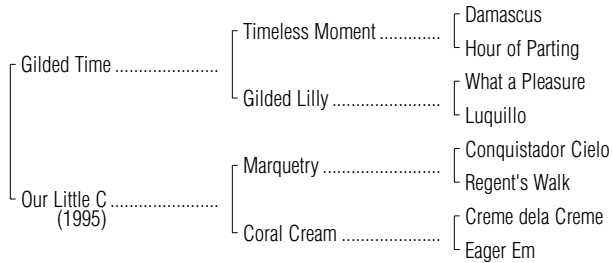 Damascus
Timeless Moment .............
Hour of Parting
Gilded Time ......................
What a Pleasure
Gilded Lilly .......................
Luquillo
Conquistador Cielo
Marquetry .........................
Regent's Walk
Our Little C .......................
(1995)
Creme dela Creme
Coral Cream .....................
Eager Em